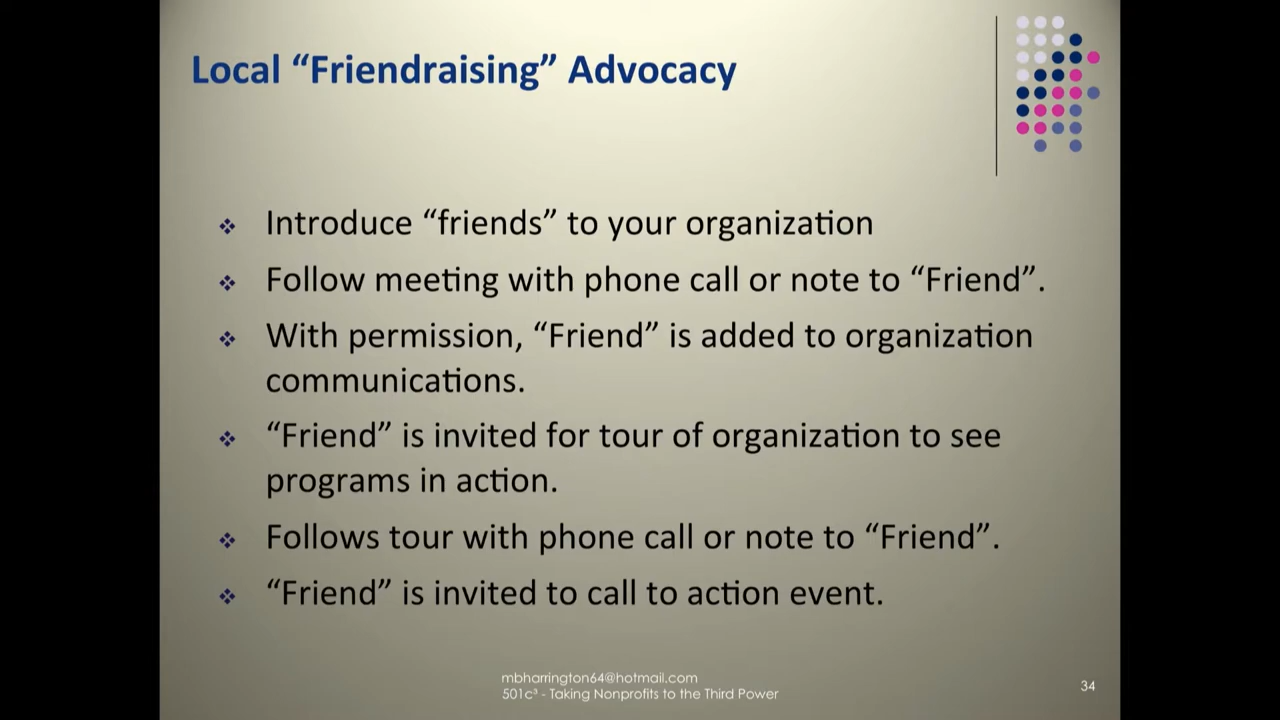 Local “Friendraising” Advocacy
Introduce “friends” to your organization
Follow meeting with phone call or note to “Friend”.
With permission, “Friend” is added to organization
communications.
“Friend” is invited for tour of organization to see
programs in action.
Follows tour with phone call or note to “Friend”.
“Friend” is invited to call to action event.
mbharrington64@hotmail.com
501c³ - Taking Nonprofits to the Third Power
34